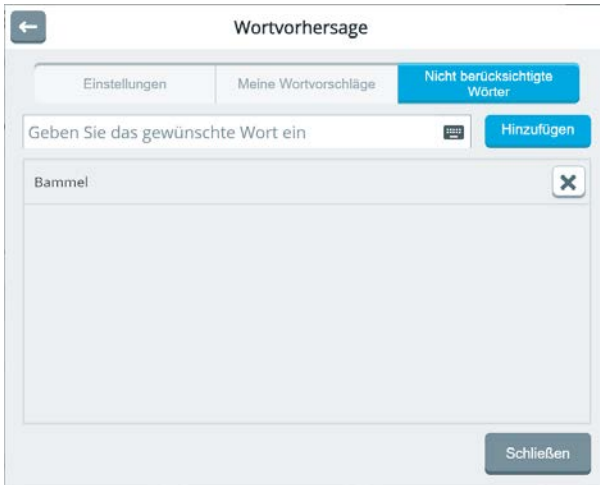 Wortvorhersage
Einstellungen
Meine Wortvorschläge
Nicht berücksichtigte
Wörter
Geben Sie das gewünschte Wort ein
Hinzufügen
Bammel
Schließen